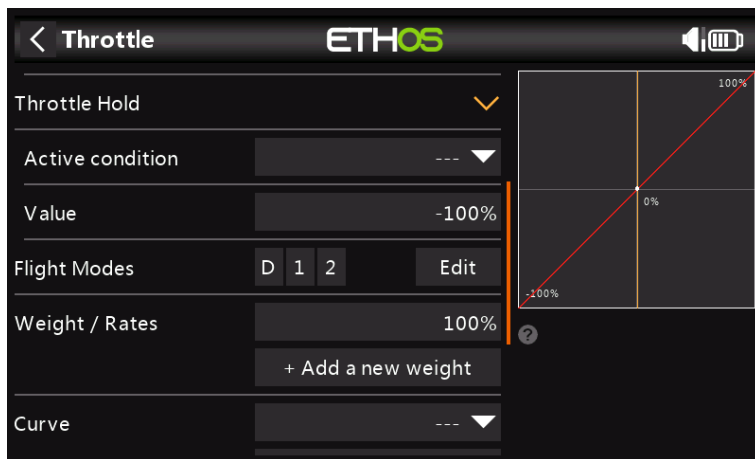 Throttle
ETHOS
Throttle Hold
Active condition ---
Value -100%
Flight Modes D 1 2 Edit
Weight / Rates 100%
+ Add a new weight
Curve ---
100%
0%
-100%
?